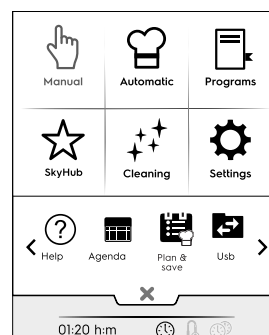 Manual Automatic Programs
SkyHub Cleaning Settings
Help Agenda Plan & save Usb
01:20 h:m